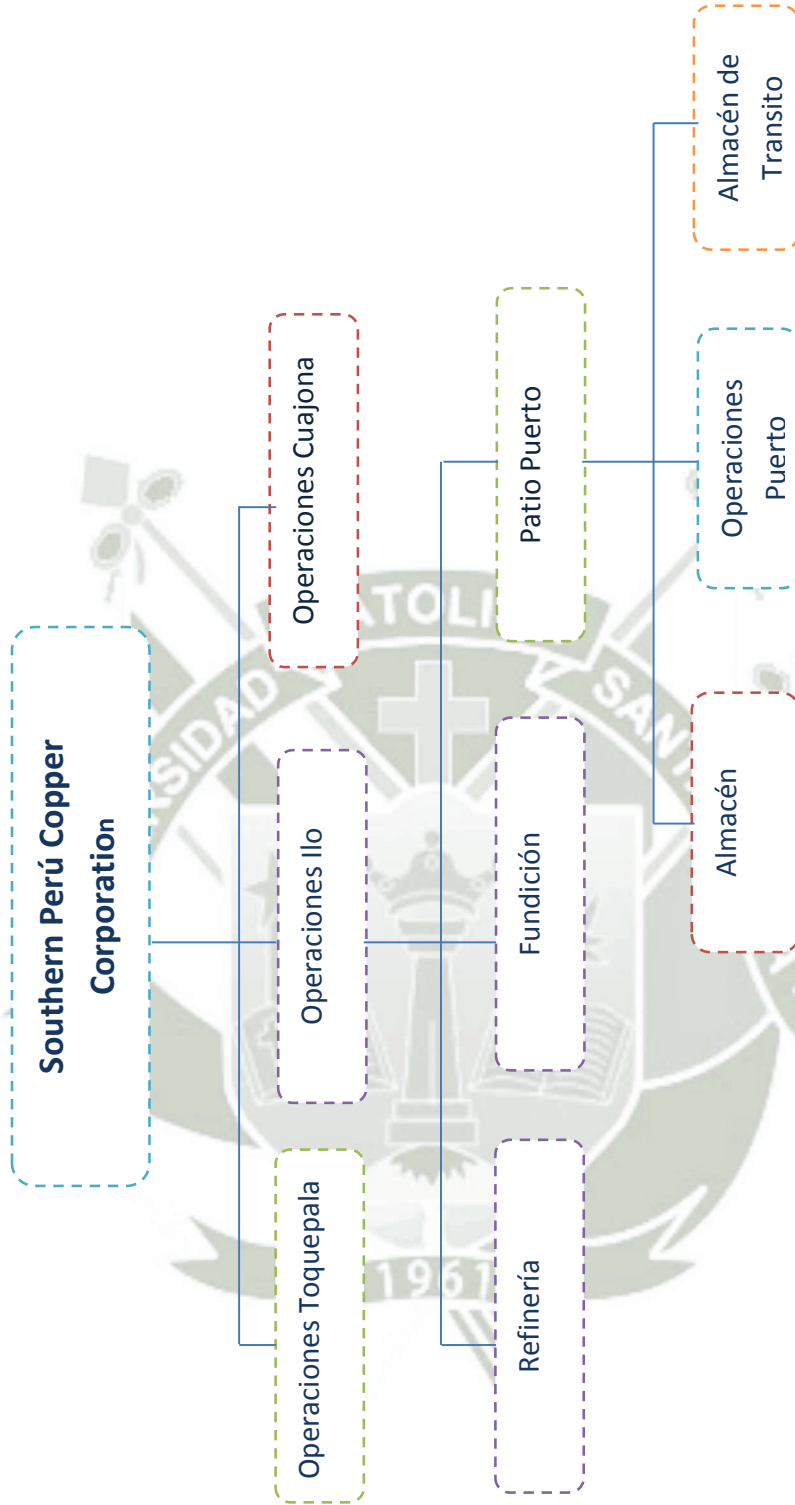 Southern Perú Copper
Corporation
Operaciones Toquepala
Operaciones Ilo
Operaciones Cuajona
Refinería
Fundición
Patio Puerto
Almacén
Operaciones
Puerto
Almacén de
Transito
1961